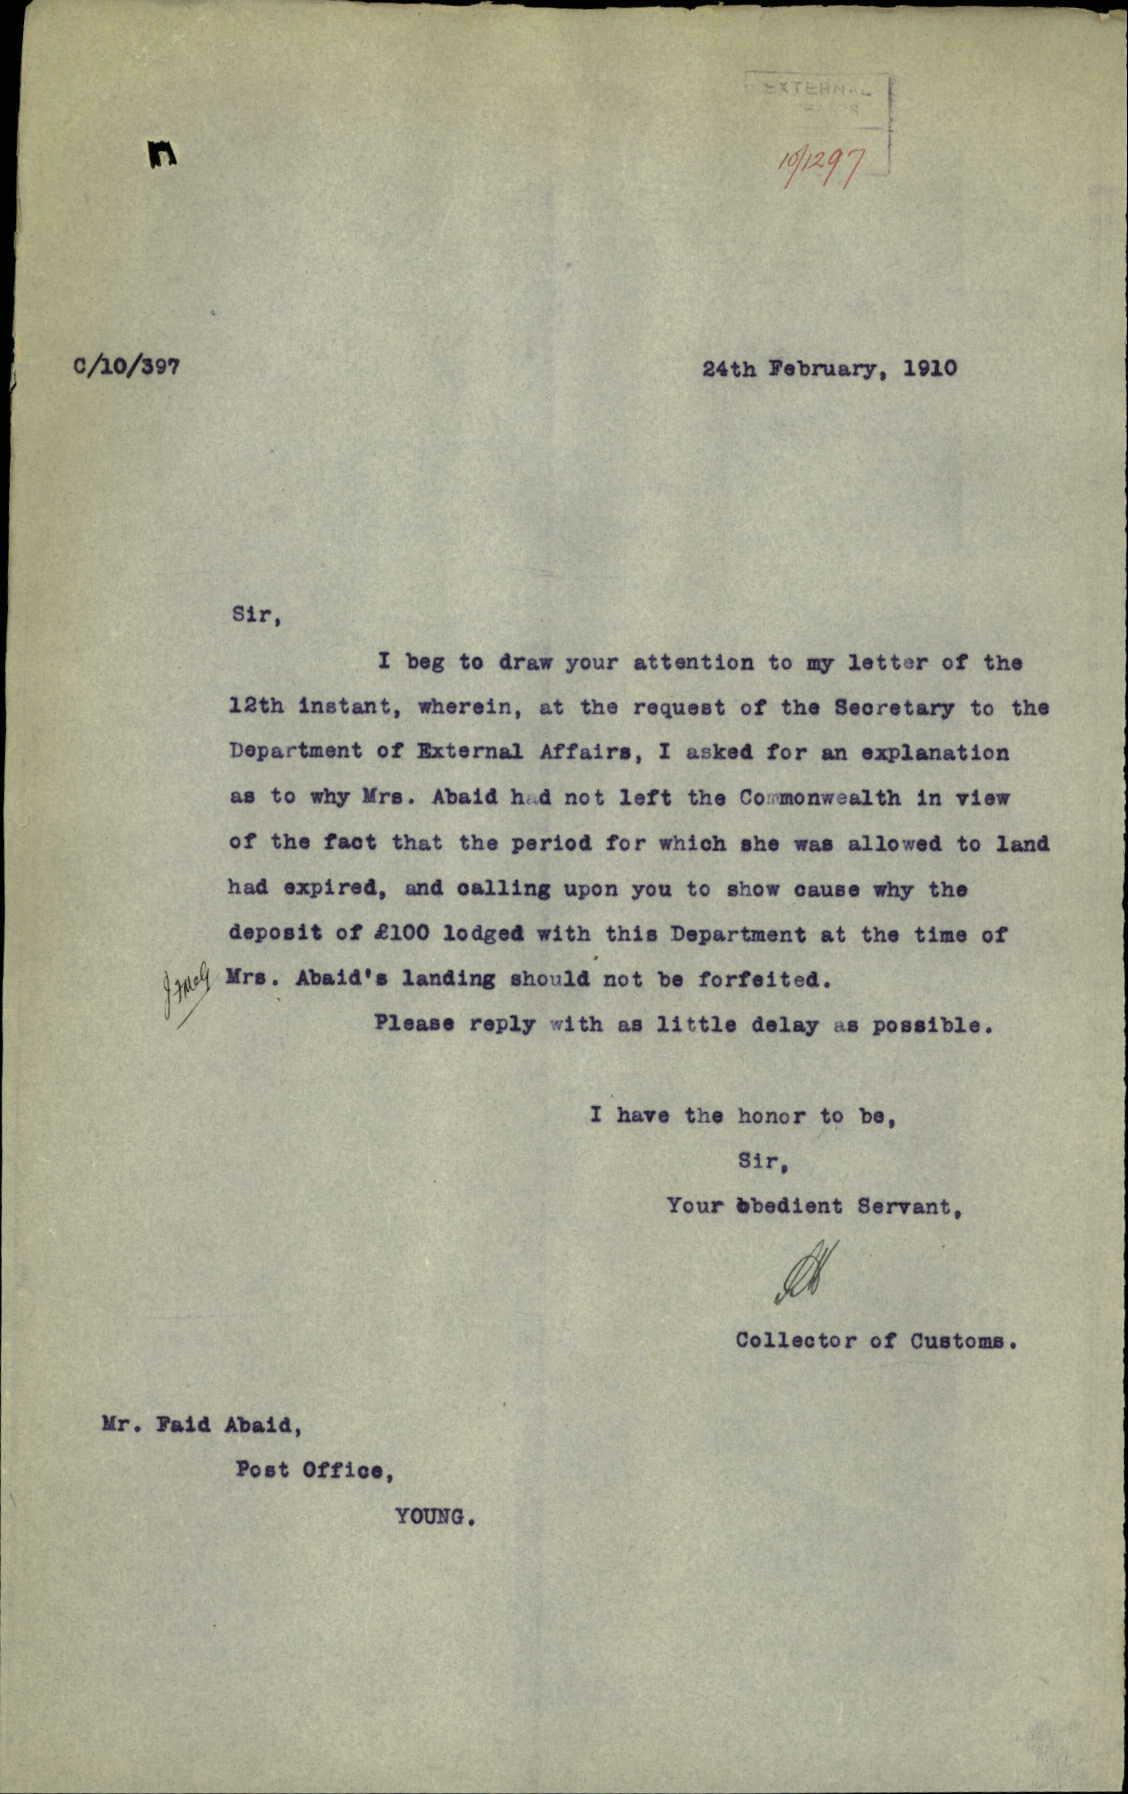 EXTERNAL
10/1297
C/10/397
24th February, 1910
Sir,
I beg to draw your attention to my letter of the
12th instant, wherein, at the request of the Secretary to the
Department of External Affairs, I asked for an explanation
as to why Mrs. Abaid had not left the Commonwealth in view
of the fact that the period for which she was allowed to land
had expired, and calling upon you to show cause why the
deposit of £100 lodged with this Department at the time of
Mrs. Abaid's landing should not be forfeited.
Please reply with as little delay as possible.
I have the honor to be,
Sir,
Your obedient Servant,
Collector of Customs.
Mr. Faid Abaid,
Post Office,
YOUNG.